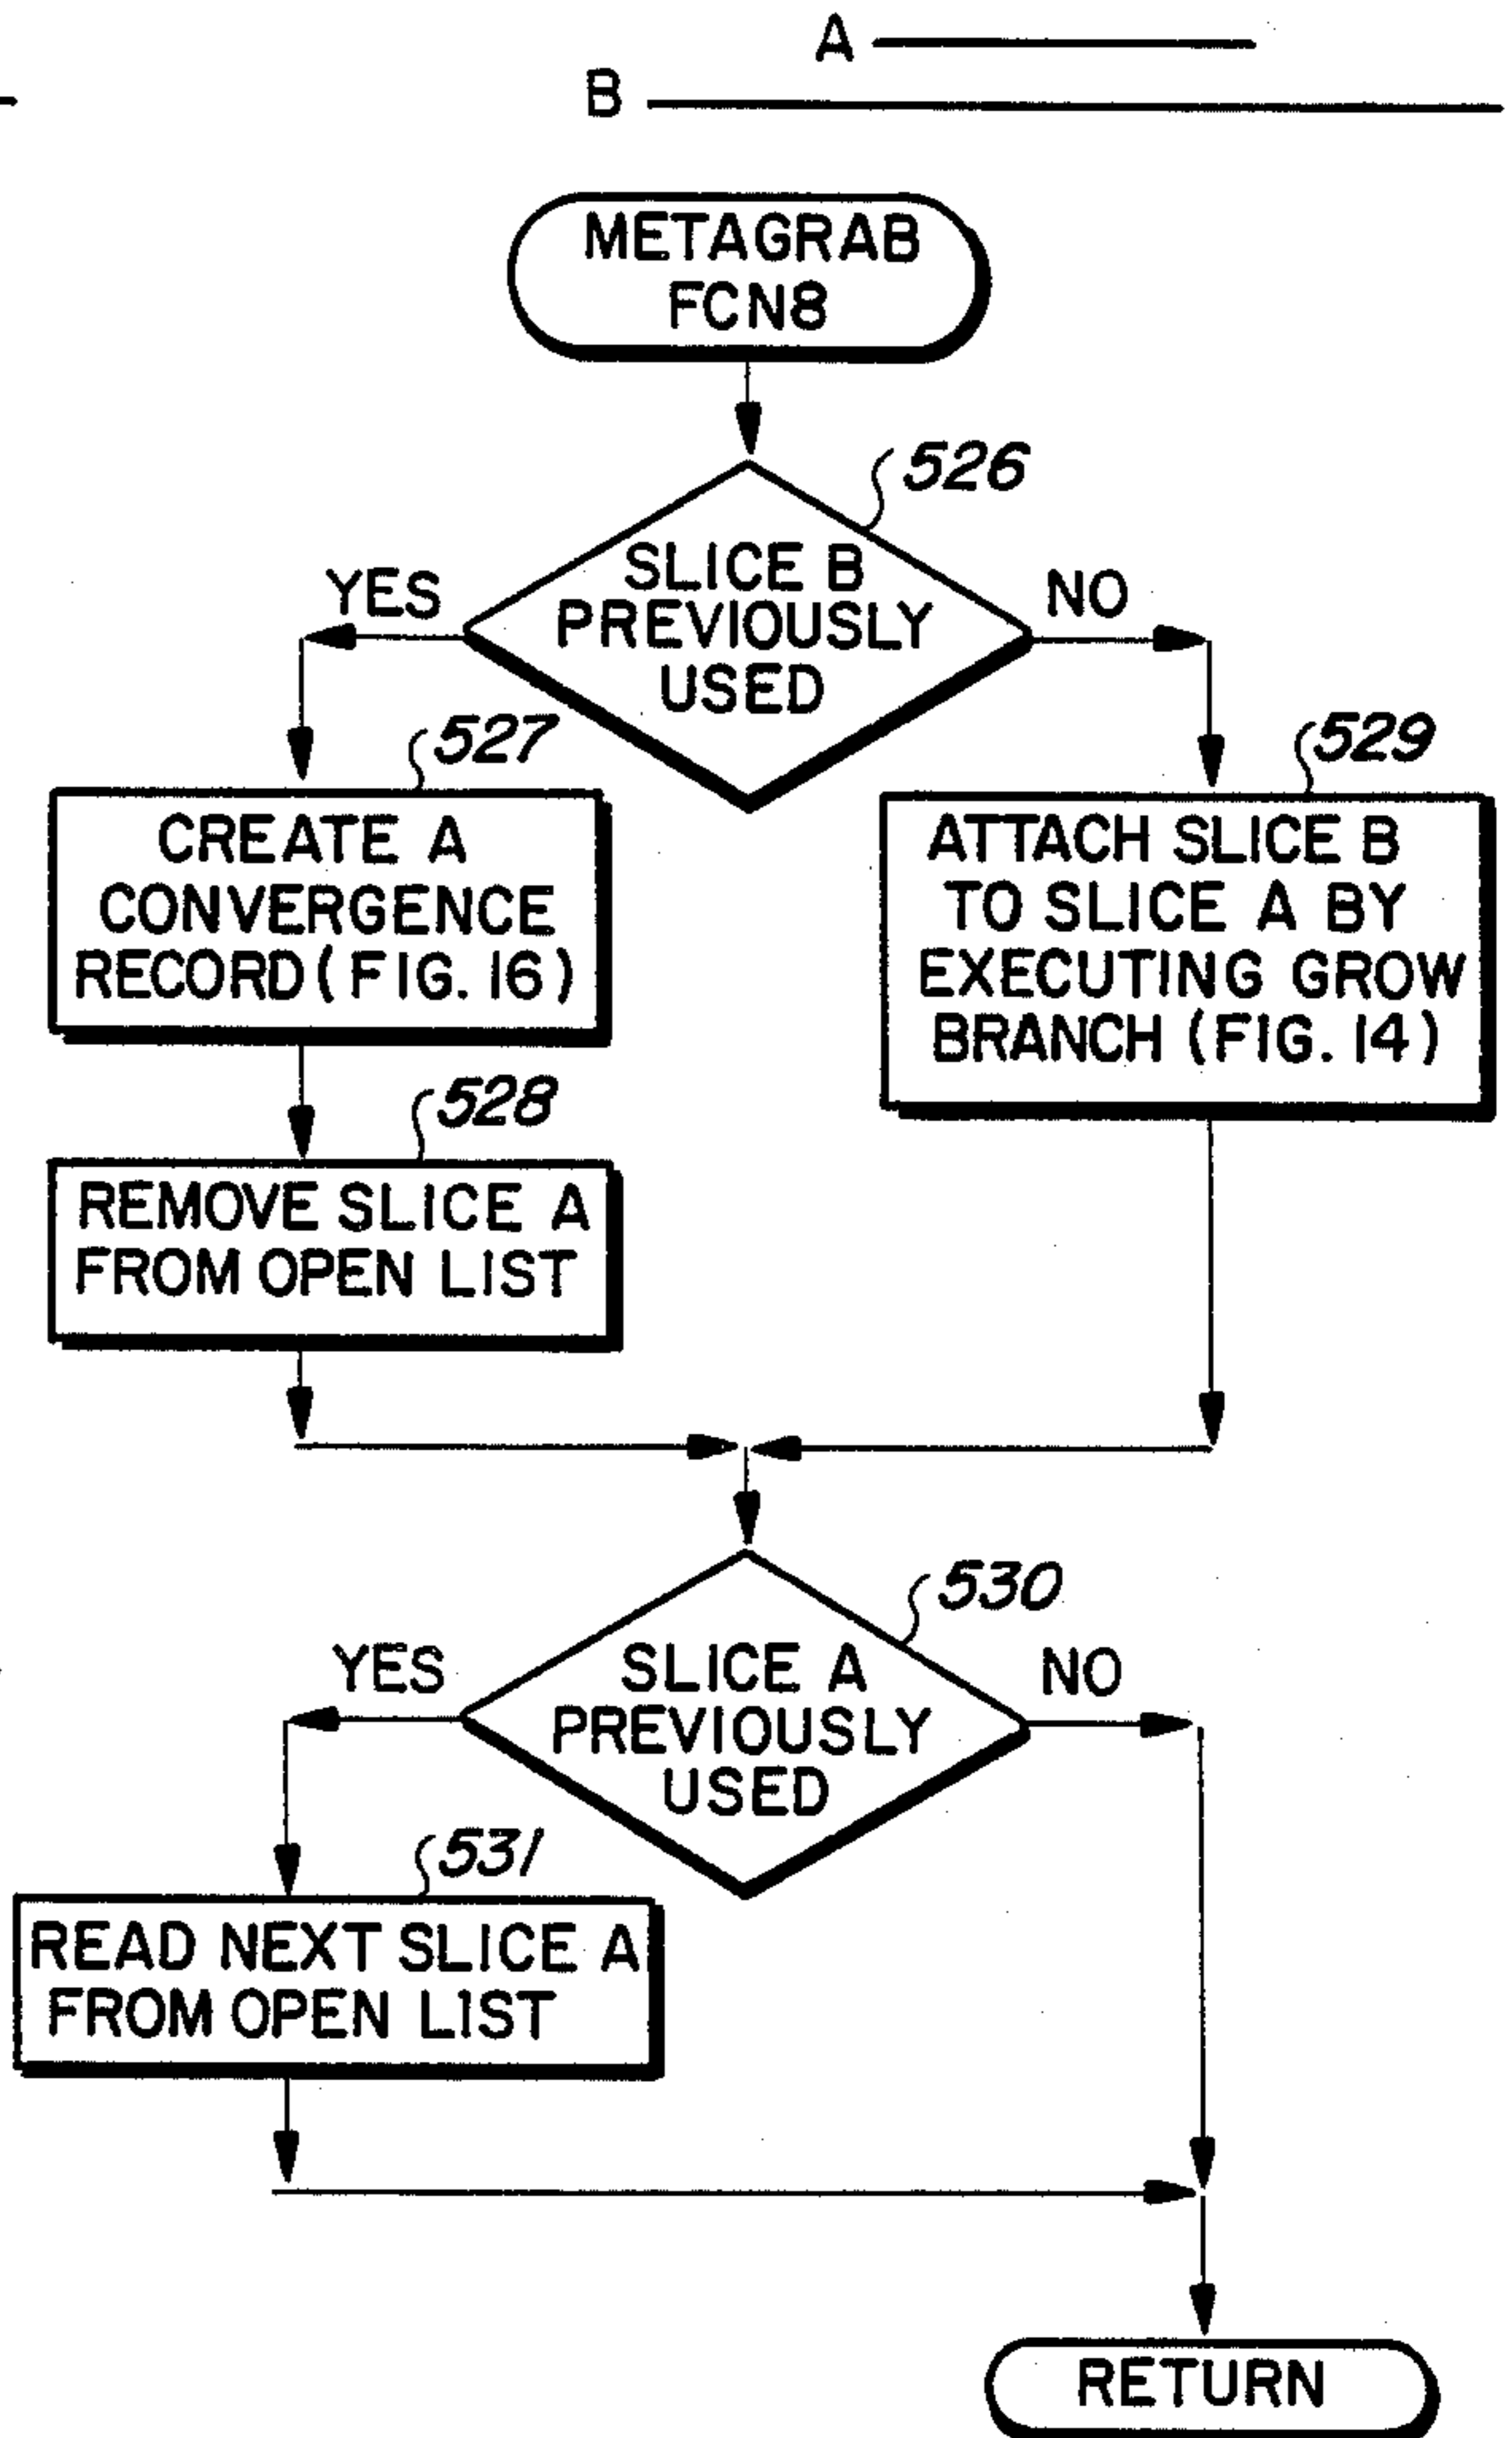 A
B
METAGRAB
FCN8
526
SLICE B
PREVIOUSLY
USED
YES
NO
527
529
CREATE A
CONVERGENCE
RECORD (FIG. 16)
ATTACH SLICE B
TO SLICE A BY
EXECUTING GROW
BRANCH (FIG. 14)
528
REMOVE SLICE A
FROM OPEN LIST
530
SLICE A
PREVIOUSLY
USED
YES
NO
531
READ NEXT SLICE A
FROM OPEN LIST
RETURN